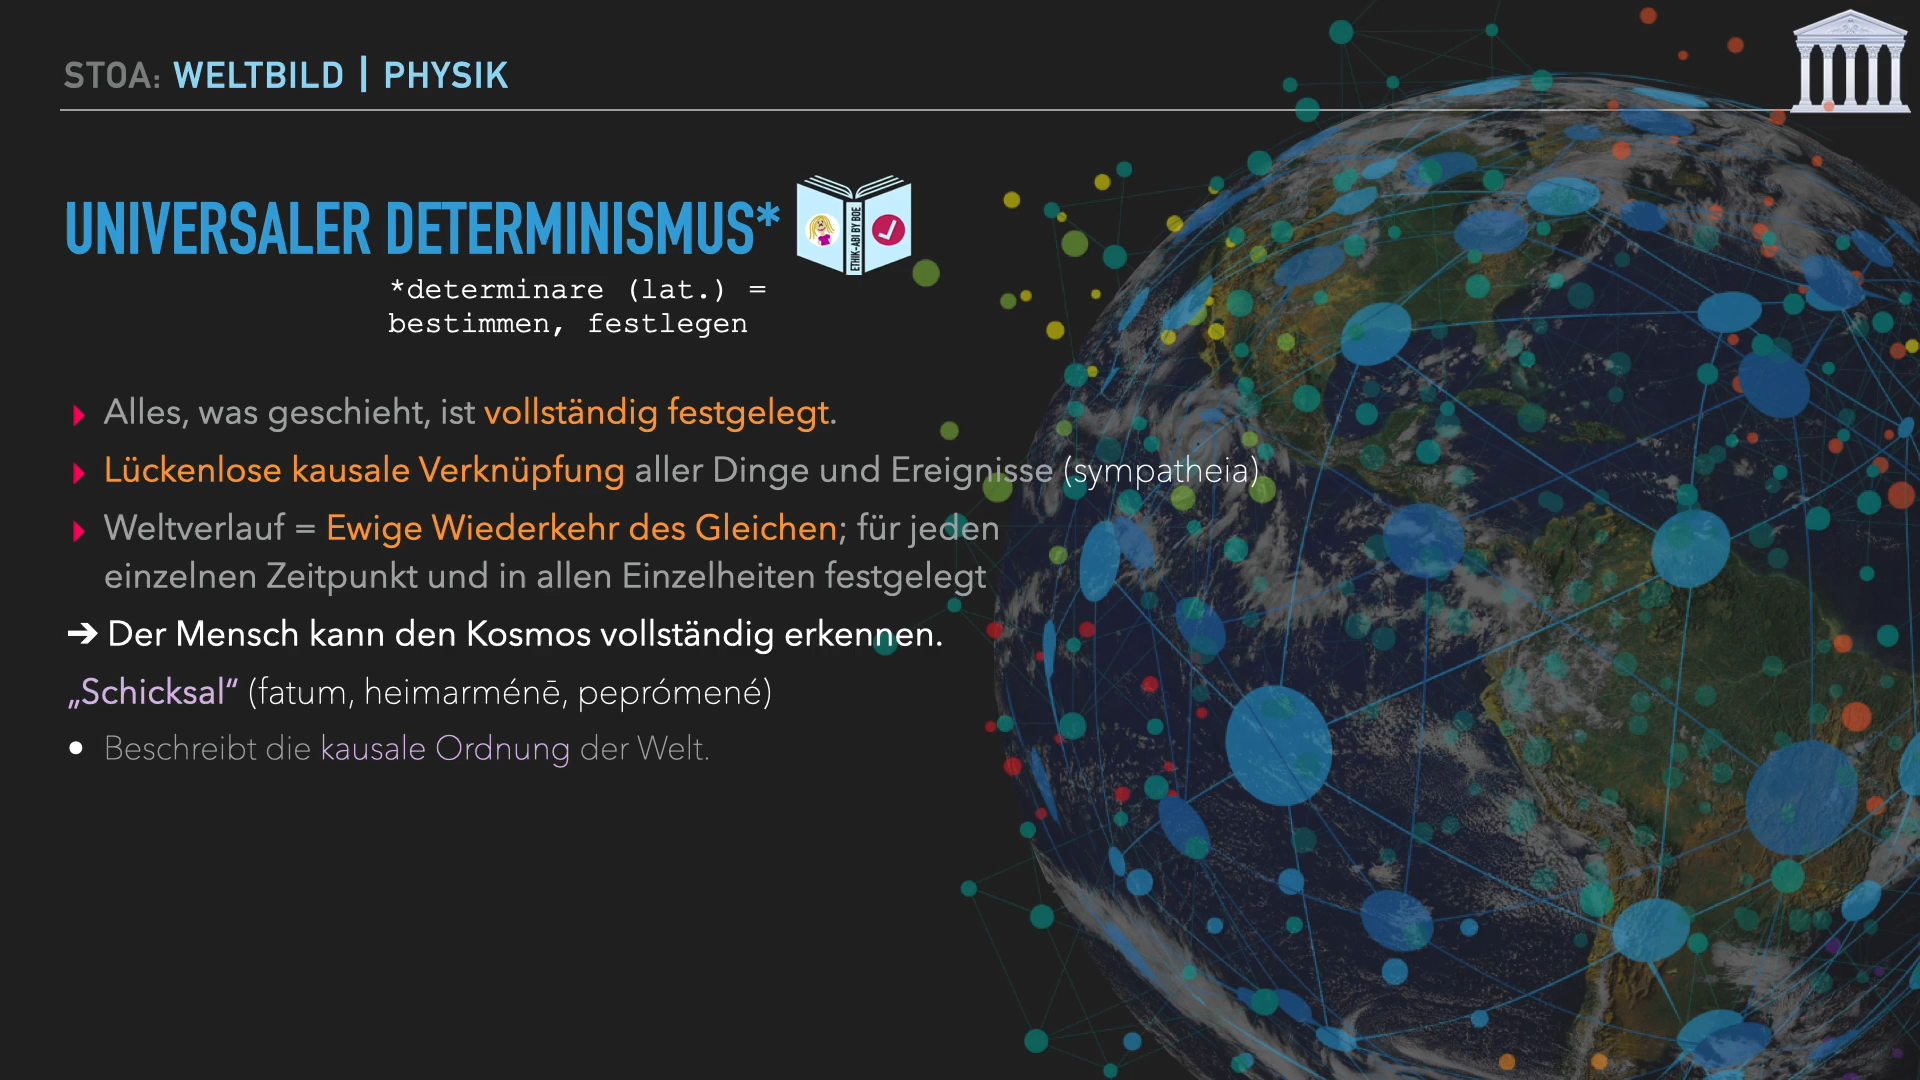 STOA: WELTBILD | PHYSIK
UNIVERSALER DETERMINISMUS*
ETHIK-ABI BY BOE
*determinare (lat.) =
bestimmen, festlegen
Alles, was geschieht, ist vollständig festgelegt.
Lückenlose kausale Verknüpfung aller Dinge und Ereignisse (sympatheia)
Weltverlauf = Ewige Wiederkehr des Gleichen; für jeden
einzelnen Zeitpunkt und in allen Einzelheiten festgelegt
➔ Der Mensch kann den Kosmos vollständig erkennen.
„Schicksal“ (fatum, heimarménē, peprómené)
• Beschreibt die kausale Ordnung der Welt.